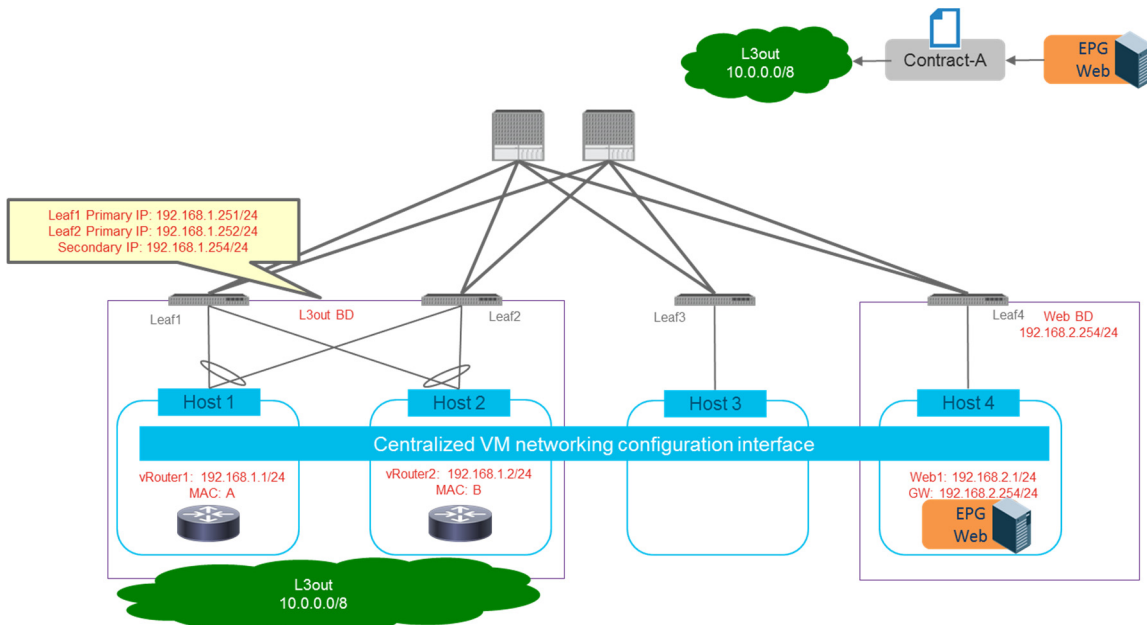 L3out
10.0.0.0/8
Contract-A
EPG
Web
Leaf1 Primary IP: 192.168.1.251/24
Leaf2 Primary IP: 192.168.1.252/24
Secondary IP: 192.168.1.254/24
Leaf1
L3out BD
Leaf2
Leaf3
Leaf4
Web BD
192.168.2.254/24
Host 1
Host 2
Host 3
Host 4
Centralized VM networking configuration interface
vRouter1: 192.168.1.1/24
MAC: A
vRouter2: 192.168.1.2/24
MAC: B
Web1: 192.168.2.1/24
GW: 192.168.2.254/24
EPG
Web
L3out
10.0.0.0/8